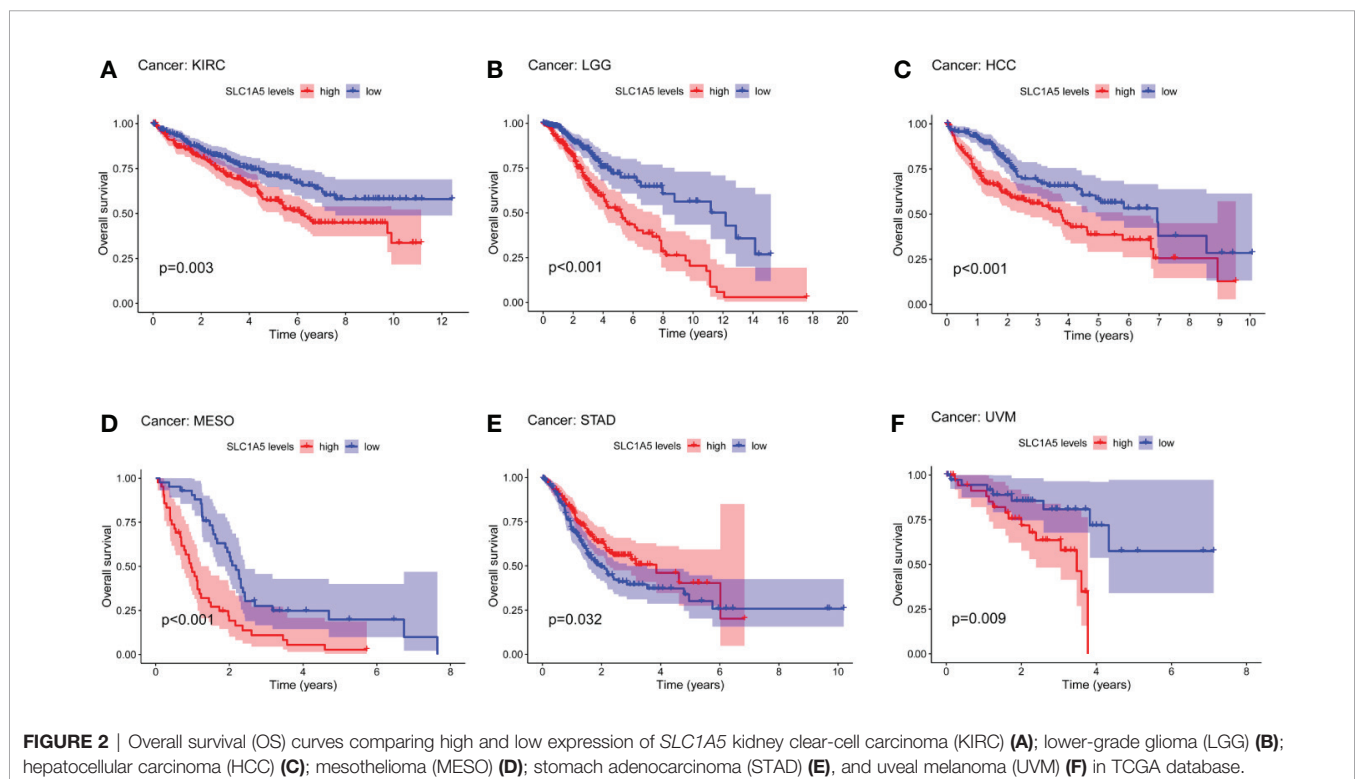 A
Cancer: KIRC
SLC1A5 levels high low
Overall survival
1.00
0.75
0.50
0.25
0.00
p=0.003
0 2 4 6 8 10 12
Time (years)
B
Cancer: LGG
SLC1A5 levels high low
Overall survival
1.00
0.75
0.50
0.25
0.00
p<0.001
0 2 4 6 8 10 12 14 16 18 20
Time (years)
C
Cancer: HCC
SLC1A5 levels high low
Overall survival
1.00
0.75
0.50
0.25
0.00
p<0.001
0 1 2 3 4 5 6 7 8 9 10
Time (years)
D
Cancer: MESO
SLC1A5 levels high low
Overall survival
1.00
0.75
0.50
0.25
0.00
p<0.001
0 2 4 6 8
Time (years)
E
Cancer: STAD
SLC1A5 levels high low
Overall survival
1.00
0.75
0.50
0.25
0.00
p=0.032
0 2 4 6 8 10
Time (years)
F
Cancer: UVM
SLC1A5 levels high low
Overall survival
1.00
0.75
0.50
0.25
0.00
p=0.009
0 2 4 6 8
Time (years)
FIGURE 2 | Overall survival (OS) curves comparing high and low expression of SLC1A5 kidney clear-cell carcinoma (KIRC) (A); lower-grade glioma (LGG) (B);
hepatocellular carcinoma (HCC) (C); mesothelioma (MESO) (D); stomach adenocarcinoma (STAD) (E), and uveal melanoma (UVM) (F) in TCGA database.